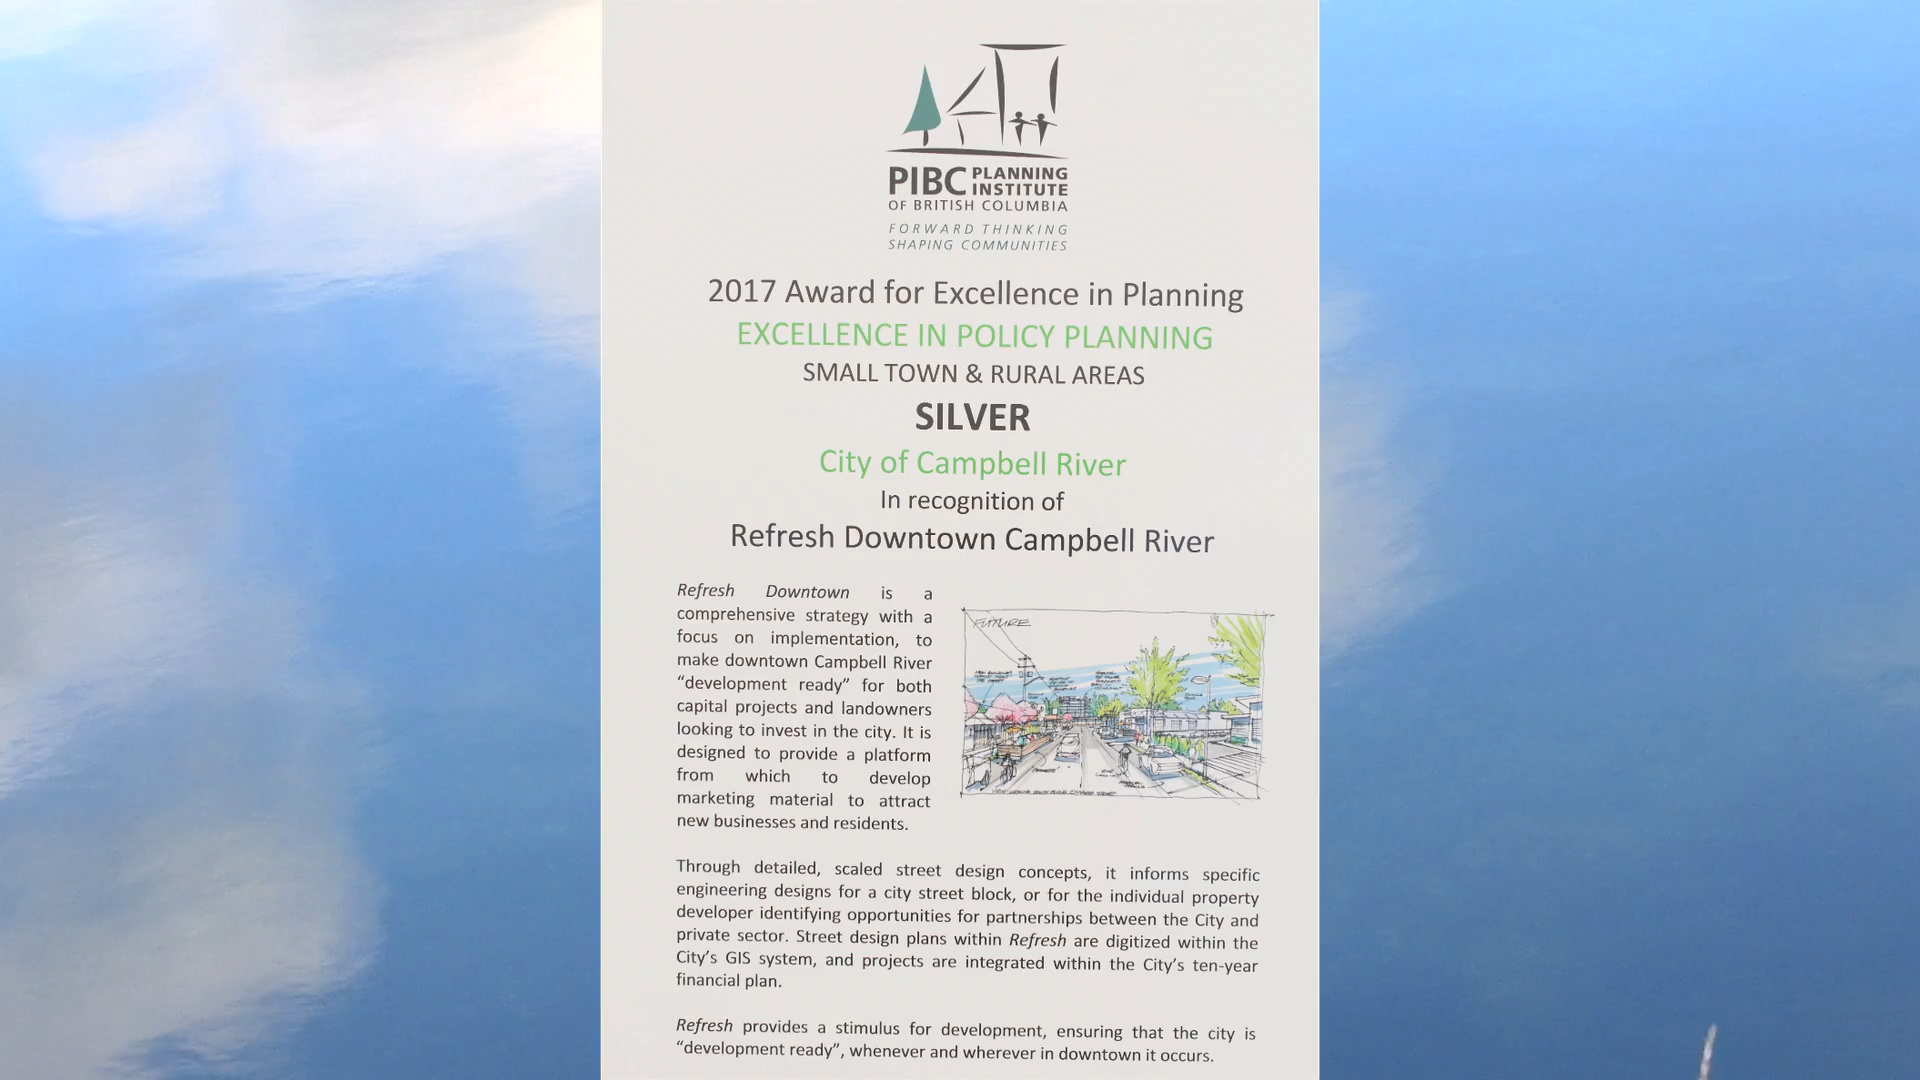 PIBC PLANNING INSTITUTE
OF BRITISH COLUMBIA
FORWARD THINKING
SHAPING COMMUNITIES
2017 Award for Excellence in Planning
EXCELLENCE IN POLICY PLANNING
SMALL TOWN & RURAL AREAS
SILVER
City of Campbell River
In recognition of
Refresh Downtown Campbell River
Refresh Downtown is a
comprehensive strategy with a
focus on implementation, to
make downtown Campbell River
“development ready” for both
capital projects and landowners
looking to invest in the city. It is
designed to provide a platform
from which to develop
marketing material to attract
new businesses and residents.
FUTURE
Through detailed, scaled street design concepts, it informs specific
engineering designs for a city street block, or for the individual property
developer identifying opportunities for partnerships between the City and
private sector. Street design plans within Refresh are digitized within the
City’s GIS system, and projects are integrated within the City’s ten-year
financial plan.
Refresh provides a stimulus for development, ensuring that the city is
“development ready”, whenever and wherever in downtown it occurs.